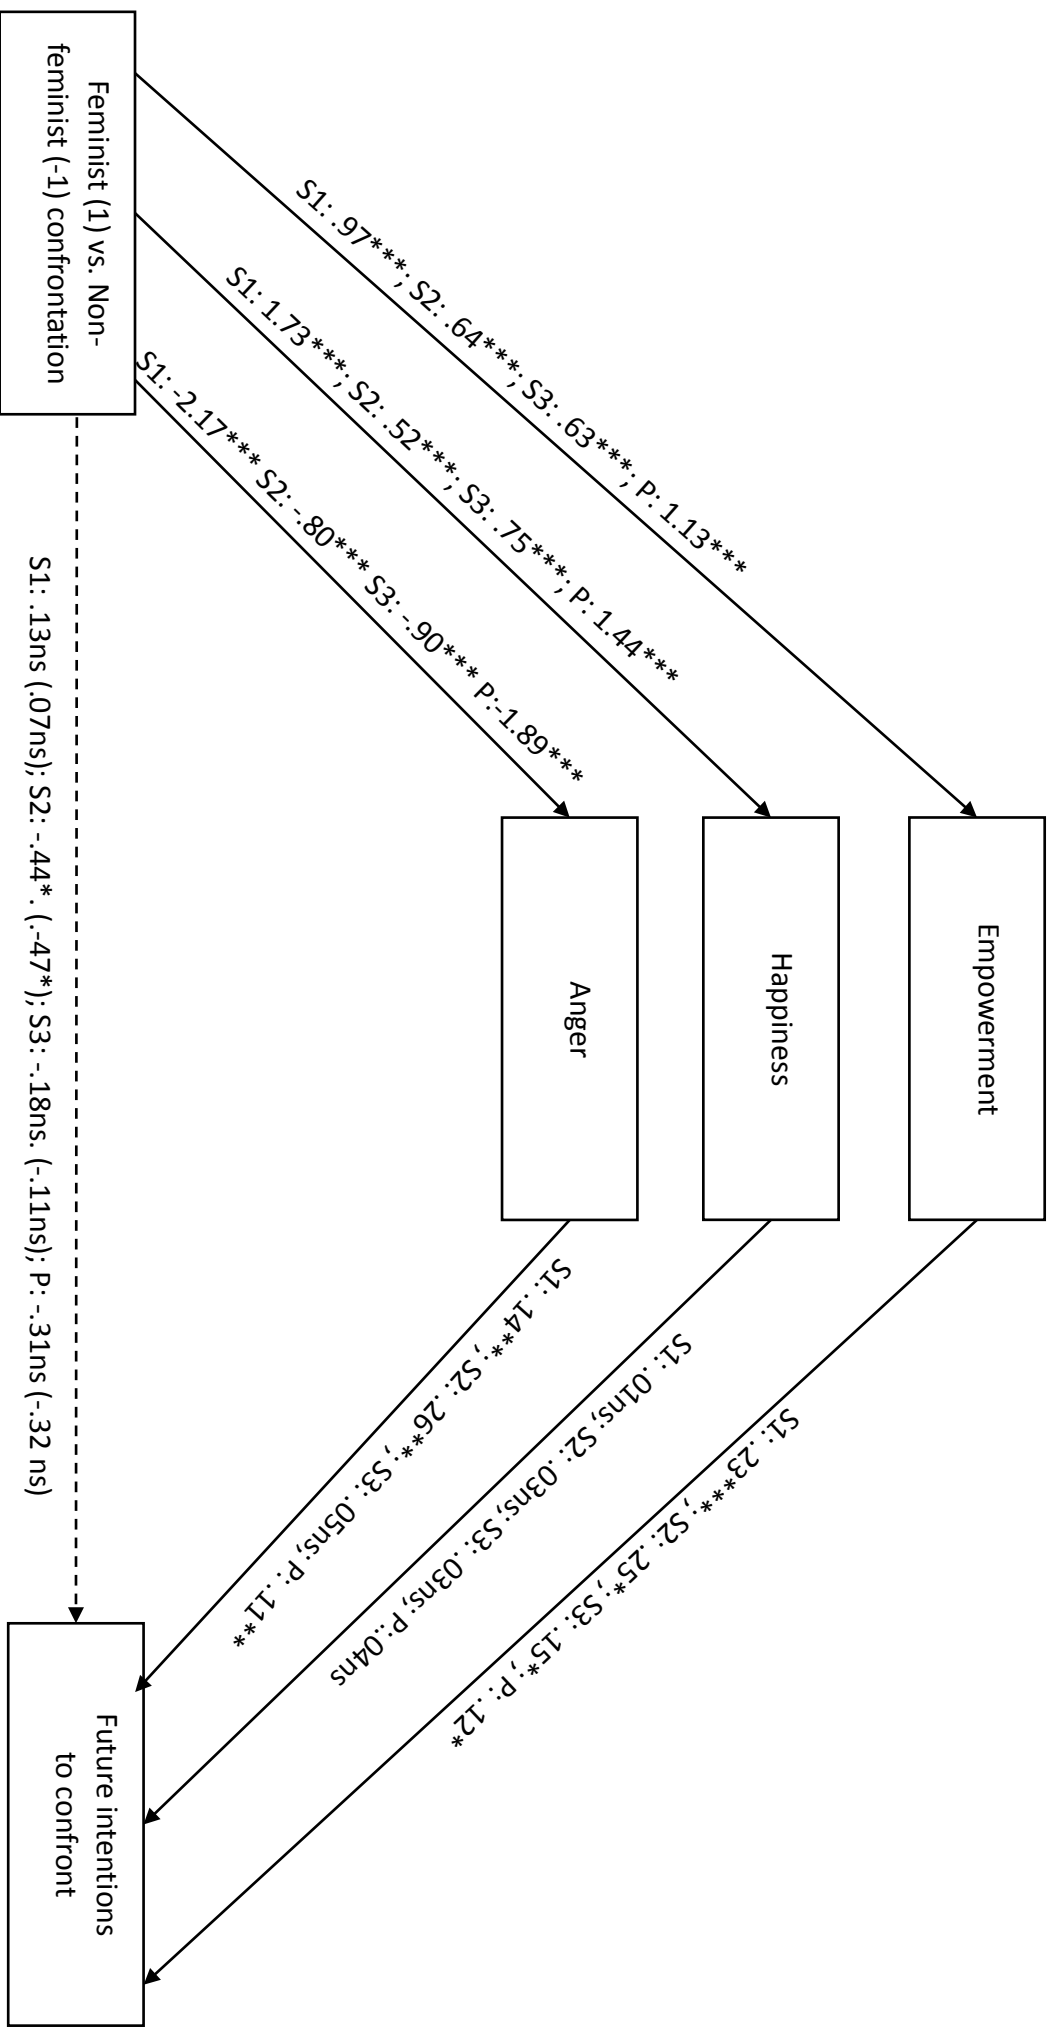 Empowerment
S1: .97***; S2: .64***; S3: .63***; P: 1.13***
S1: .23***; S2: .25*; S3: .15*; P: .12*
Happiness
S1: 1.73***; S2: .52***; S3: .75***; P: 1.44***
S1: .01ns; S2: .03ns; S3: .03ns; P:.04ns
Anger
S1: -2.17*** S2: -.80*** S3: -.90*** P:-1.89***
S1: .14**; S2: .26**; S3: .05ns; P: .11**
Feminist (1) vs. Non-
feminist (-1) confrontation
Future intentions
to confront
S1: .13ns (.07ns); S2: -.44*. (.-47*); S3: -.18ns. (-.11ns); P: -.31ns (-.32 ns)